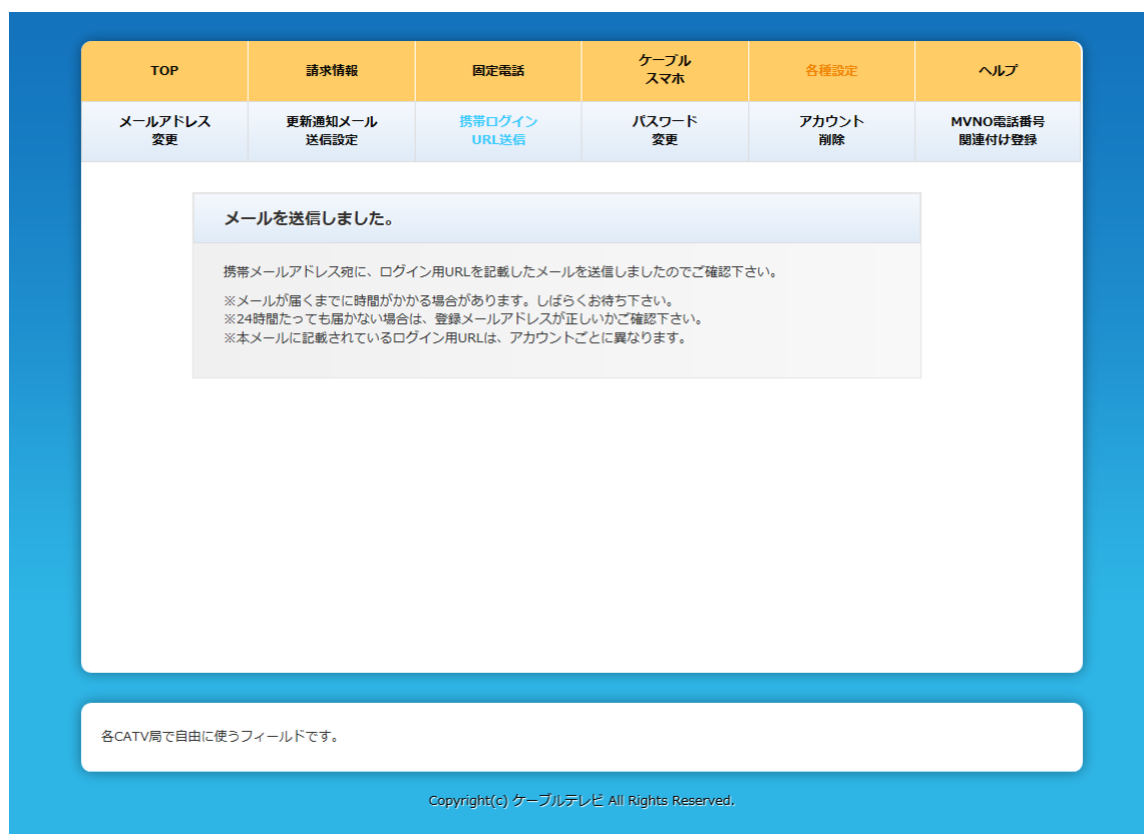 TOP
請求情報
固定電話
ケーブル
スマホ
各種設定
ヘルプ
メールアドレス
変更
更新通知メール
送信設定
携帯ログイン
URL送信
パスワード
変更
アカウント
削除
MVNO電話番号
関連付け登録
メールを送信しました。
携帯メールアドレス宛に、ログイン用URLを記載したメールを送信しましたのでご確認下さい。
※メールが届くまでに時間がかかる場合があります。しばらくお待ち下さい。
※24時間たっても届かない場合は、登録メールアドレスが正しいかご確認下さい。
※本メールに記載されているログイン用URLは、アカウントごとに異なります。
各CATV局で自由に使うフィールドです。
Copyright(c) ケーブルテレビ All Rights Reserved.